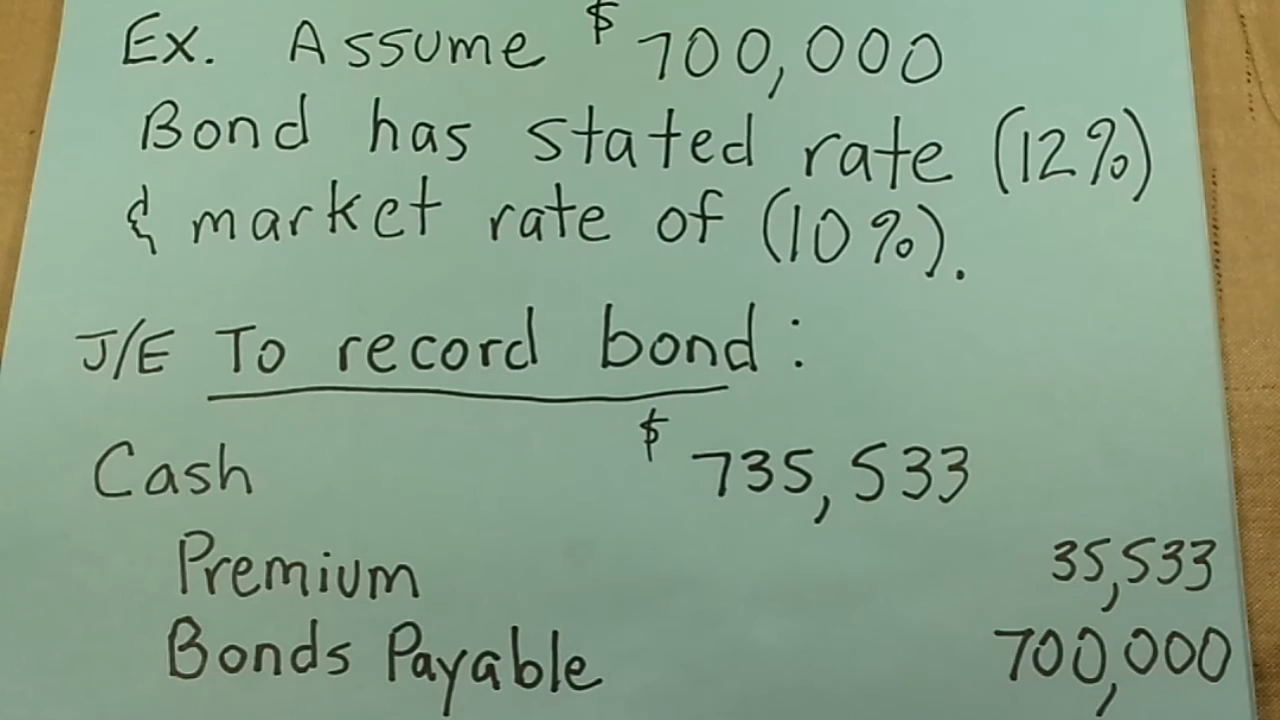 Ex. Assume $700,000
Bond has stated rate (12%)
& market rate of (10%).
J/E To record bond:
Cash $735,533
Premium 35,533
Bonds Payable 700,000